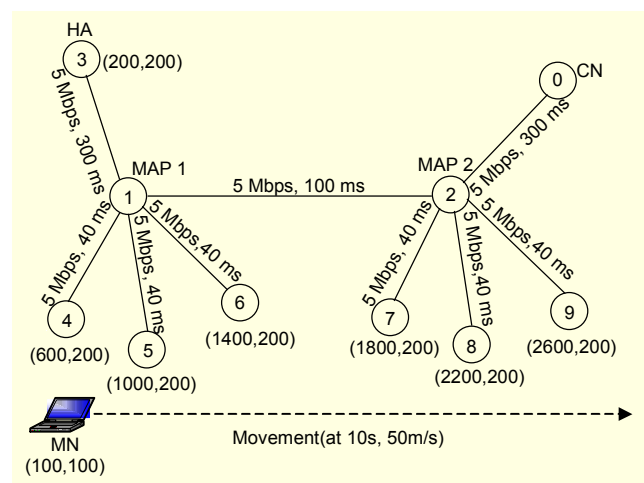 HA
3
(200,200)
0
CN
5 Mbps, 300 ms
5 Mbps, 300 ms
MAP 1
MAP 2
1
5 Mbps, 100 ms
2
5 Mbps, 40 ms
5 Mbps, 40 ms
5 Mbps,40 ms
5 Mbps, 40 ms
5 Mbps,40 ms
5 Mbps,40 ms
4
5
6
7
8
9
(600,200)
(1000,200)
(1400,200)
(1800,200)
(2200,200)
(2600,200)
MN
(100,100)
Movement(at 10s, 50m/s)